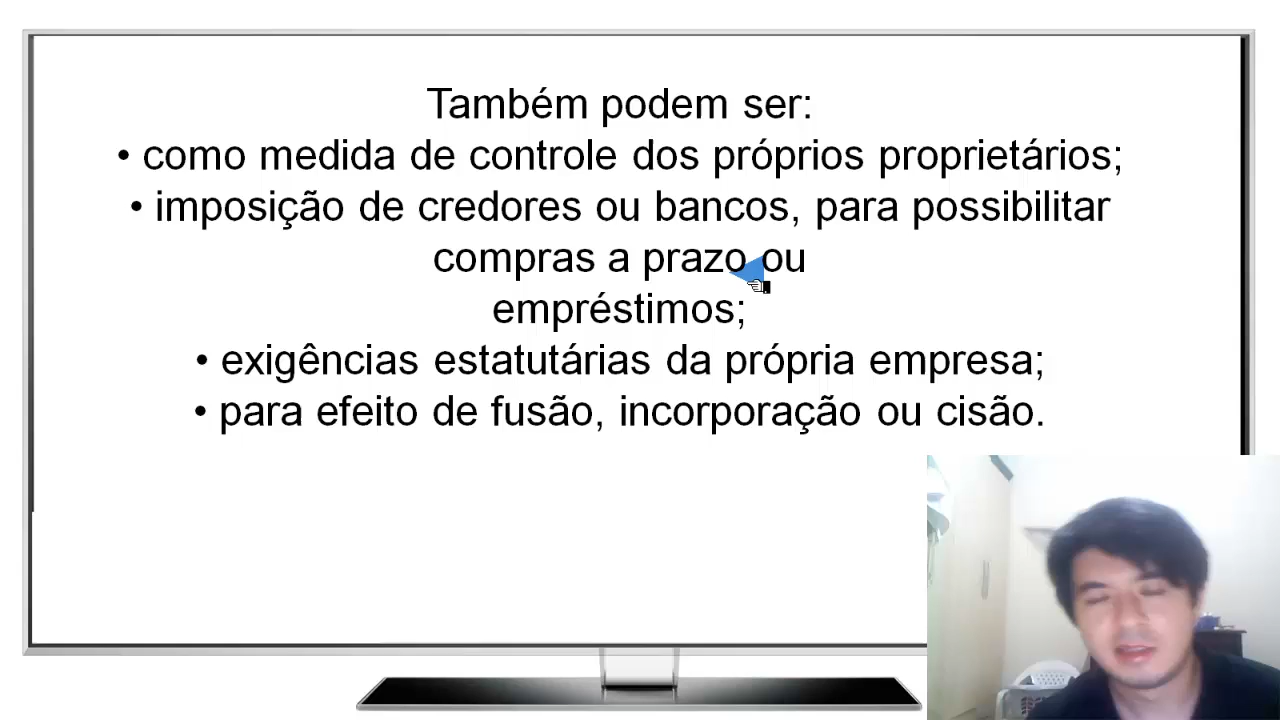 Também podem ser:
• como medida de controle dos próprios proprietários;
• imposição de credores ou bancos, para possibilitar
compras a prazo ou
empréstimos;
• exigências estatutárias da própria empresa;
• para efeito de fusão, incorporação ou cisão.